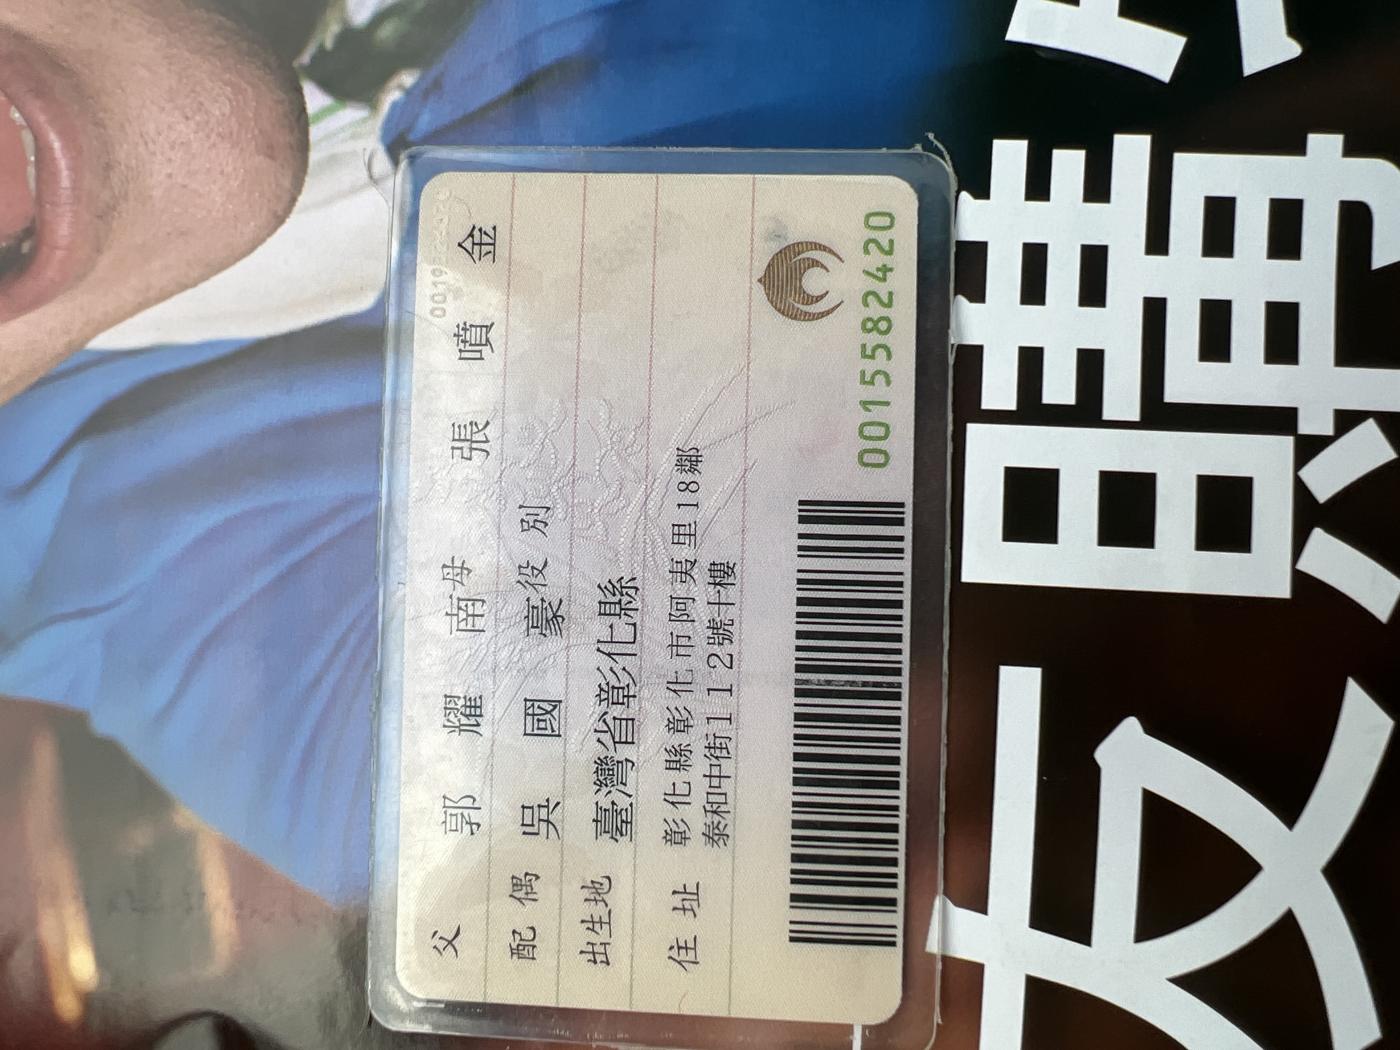 父 郭耀南 母 張噴金
配偶 吳國豪 役別
出生地 臺灣省彰化縣
住址 彰化縣彰化市阿夷里18鄰
泰和中街112號十樓
0015582420
友購